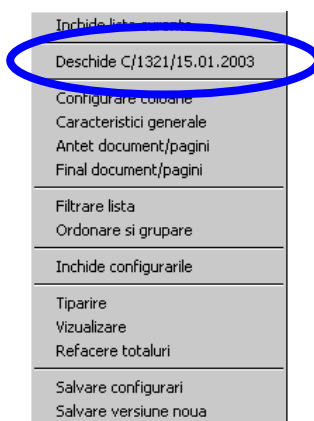 Inchide lista curenta
Deschide C/1321/15.01.2003
Configurare coloane
Caracteristici generale
Antet document/pagini
Final document/pagini
Filtrare lista
Ordonare si grupare
Inchide configurarile
Tiparire
Vizualizare
Refacere totaluri
Salvare configurari
Salvare versiune noua